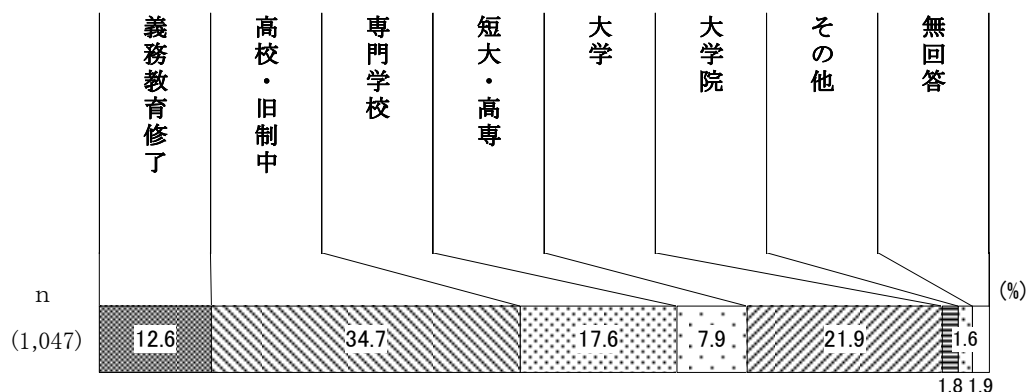 義務教育修了
高校・旧制中
専門学校
短大・高専
大学
大学院
その他
無回答
n
(%)
(1,047)
12.6
34.7
17.6
7.9
21.9
1.6
1.8
1.9